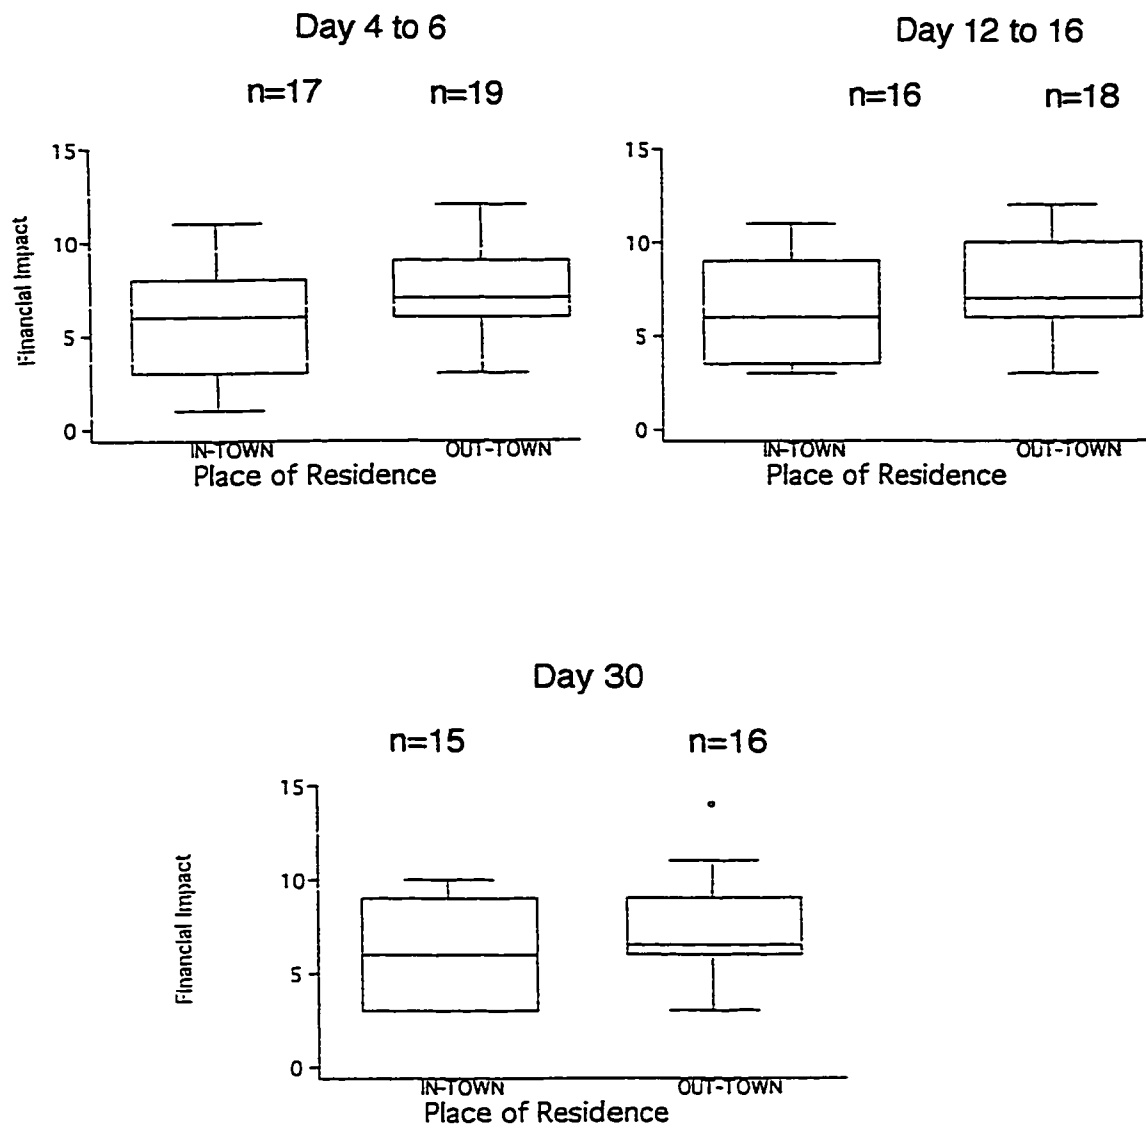 Day 4 to 6
n=17 n=19
15
10
5
0
Financial Impact
IN-TOWN OUT-TOWN
Place of Residence
Day 12 to 16
n=16 n=18
15
10
5
0
IN-TOWN OUT-TOWN
Place of Residence
Day 30
n=15 n=16
15
10
5
0
Financial Impact
IN-TOWN OUT-TOWN
Place of Residence